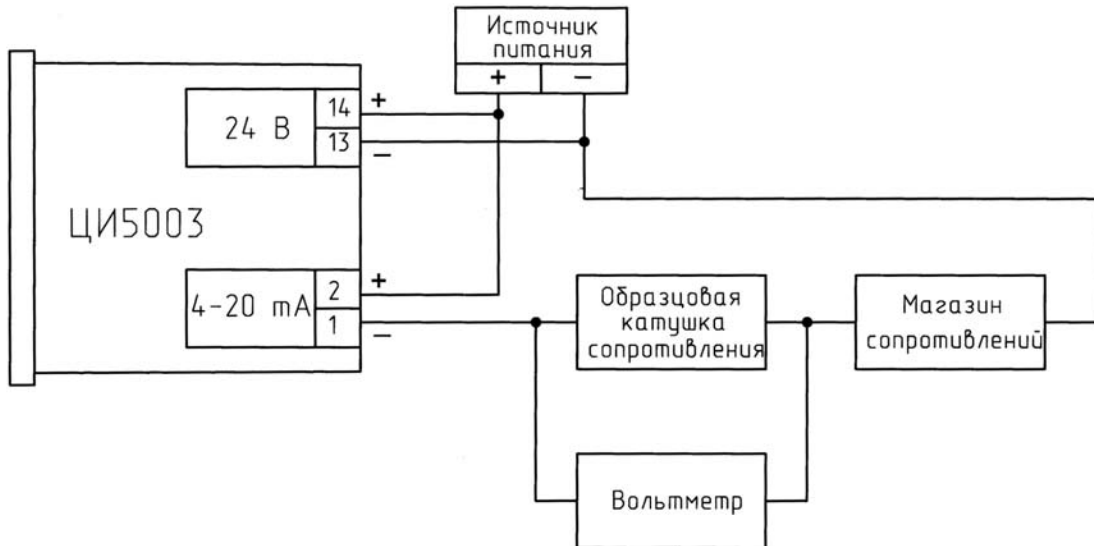 Источник
питания
+ −
14 +
24 В
13 −
ЦИ5003
2 +
4-20 mA
1 −
Образцовая
катушка
сопротивления
Магазин
сопротивлений
Вольтметр